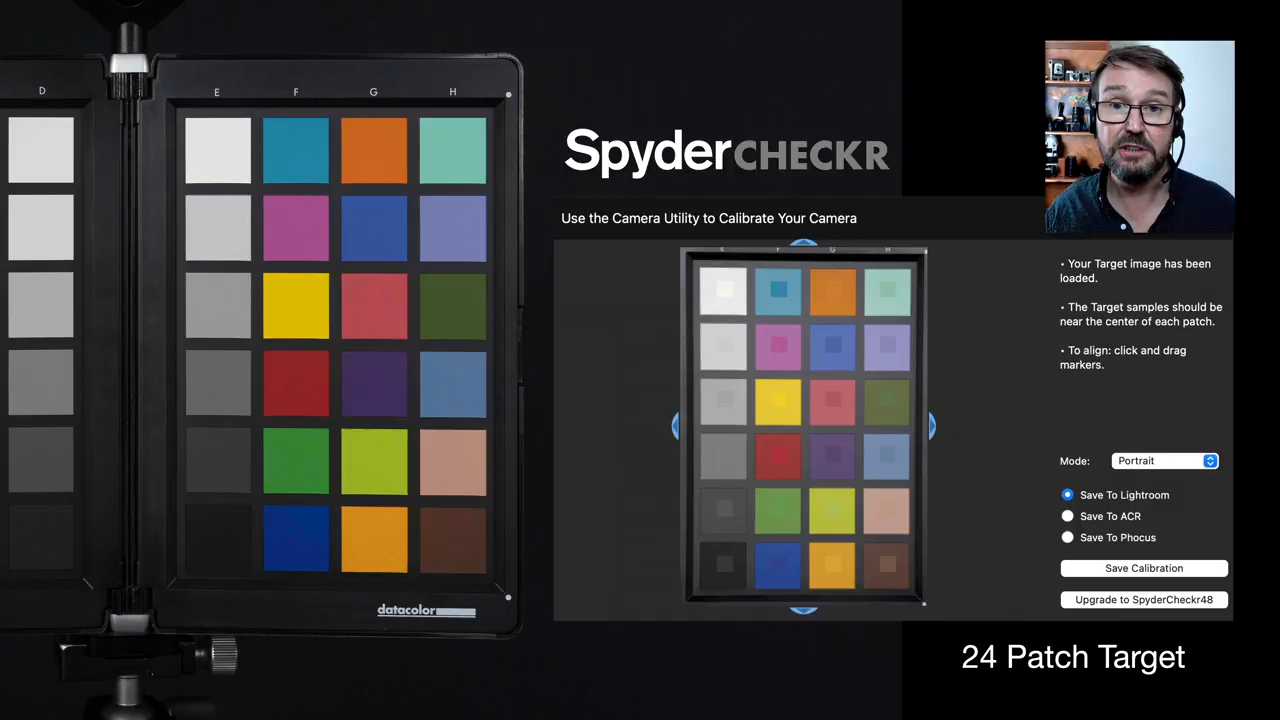 D
E F G H
SpyderCHECKR
Use the Camera Utility to Calibrate Your Camera
E F G H
• Your Target image has been
loaded.
• The Target samples should be
near the center of each patch.
• To align: click and drag
markers.
Mode: Portrait
Save To Lightroom
Save To ACR
Save To Phocus
Save Calibration
Upgrade to SpyderCheckr48
datacolor
24 Patch Target